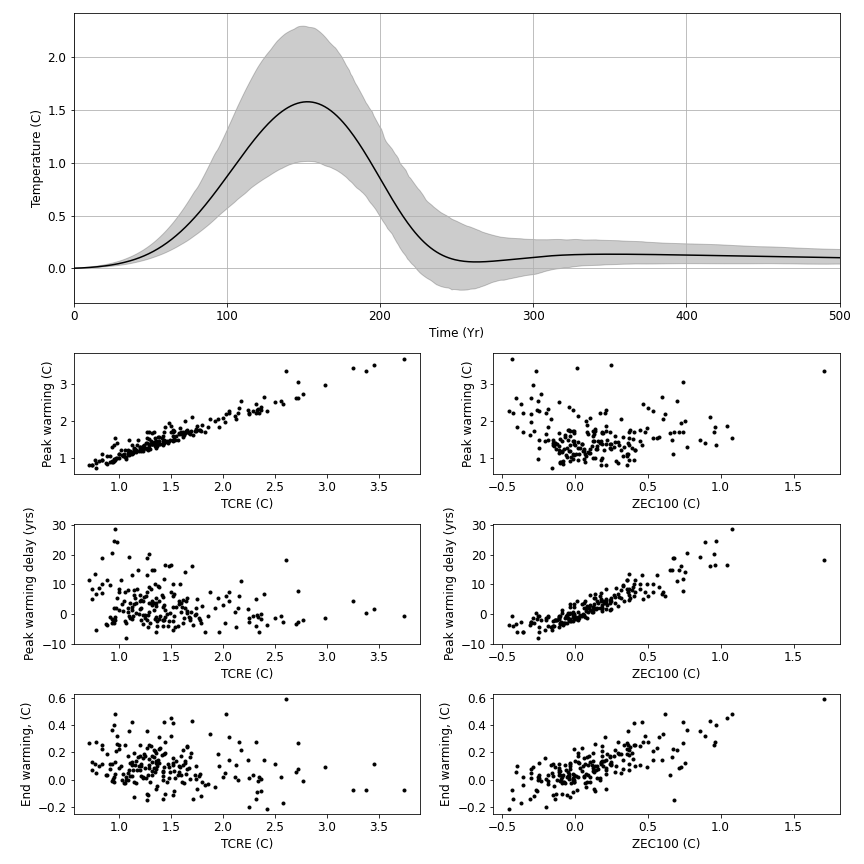 Temperature (C)
2.0
1.5
1.0
0.5
0.0
0 100 200 300 400 500
Time (Yr)
Peak warming (C)
3
2
1
1.0 1.5 2.0 2.5 3.0 3.5
TCRE (C)
Peak warming (C)
3
2
1
−0.5 0.0 0.5 1.0 1.5
ZEC100 (C)
Peak warming delay (yrs)
30
20
10
0
−10
1.0 1.5 2.0 2.5 3.0 3.5
TCRE (C)
Peak warming delay (yrs)
30
20
10
0
−10
−0.5 0.0 0.5 1.0 1.5
ZEC100 (C)
End warming, (C)
0.6
0.4
0.2
0.0
−0.2
1.0 1.5 2.0 2.5 3.0 3.5
TCRE (C)
End warming, (C)
0.6
0.4
0.2
0.0
−0.2
−0.5 0.0 0.5 1.0 1.5
ZEC100 (C)